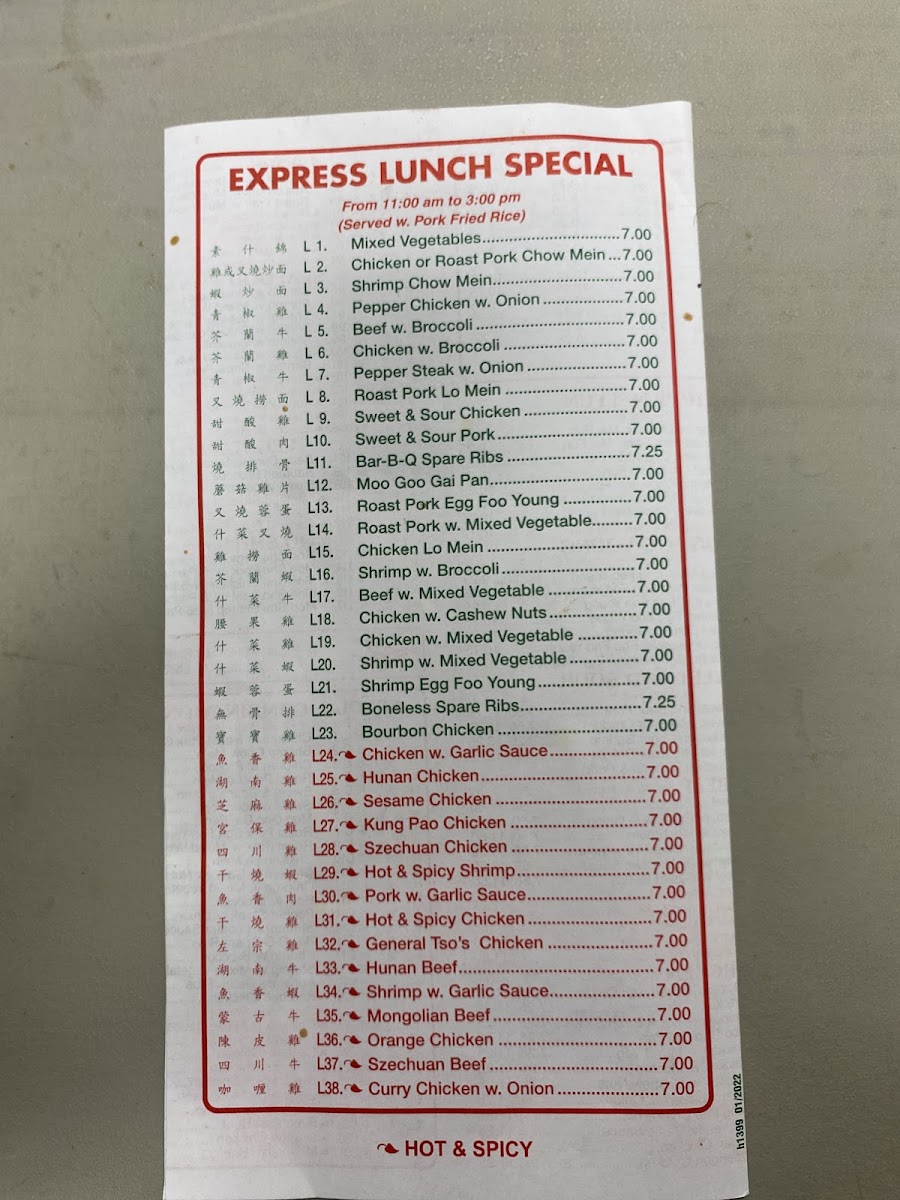 EXPRESS LUNCH SPECIAL
From 11:00 am to 3:00 pm
(Served w. Pork Fried Rice)
素什錦 L 1. Mixed Vegetables..............................7.00
雞或叉燒炒面 L 2. Chicken or Roast Pork Chow Mein...7.00
蝦炒面 L 3. Shrimp Chow Mein............................7.00
青椒雞 L 4. Pepper Chicken w. Onion..................7.00
芥蘭牛 L 5. Beef w. Broccoli................................7.00
芥蘭雞 L 6. Chicken w. Broccoli...........................7.00
青椒牛 L 7. Pepper Steak w. Onion......................7.00
叉燒撈面 L 8. Roast Pork Lo Mein...........................7.00
甜酸雞 L 9. Sweet & Sour Chicken.......................7.00
甜酸肉 L10. Sweet & Sour Pork............................7.00
燒排骨 L11. Bar-B-Q Spare Ribs...........................7.25
蘑菇雞片 L12. Moo Goo Gai Pan...............................7.00
叉燒蓉蛋 L13. Roast Pork Egg Foo Young................7.00
什菜叉燒 L14. Roast Pork w. Mixed Vegetable.........7.00
雞撈面 L15. Chicken Lo Mein................................7.00
芥蘭蝦 L16. Shrimp w. Broccoli.............................7.00
什菜牛 L17. Beef w. Mixed Vegetable....................7.00
腰果雞 L18. Chicken w. Cashew Nuts...................7.00
什菜雞 L19. Chicken w. Mixed Vegetable.............7.00
什菜蝦 L20. Shrimp w. Mixed Vegetable...............7.00
蝦蓉蛋 L21. Shrimp Egg Foo Young......................7.00
無骨排 L22. Boneless Spare Ribs..........................7.25
寶寶雞 L23. Bourbon Chicken................................7.00
魚香雞 L24. Chicken w. Garlic Sauce.....................7.00
湖南雞 L25. Hunan Chicken...................................7.00
芝麻雞 L26. Sesame Chicken................................7.00
宮保雞 L27. Kung Pao Chicken.............................7.00
四川雞 L28. Szechuan Chicken.............................7.00
干燒蝦 L29. Hot & Spicy Shrimp............................7.00
魚香肉 L30. Pork w. Garlic Sauce..........................7.00
干燒雞 L31. Hot & Spicy Chicken..........................7.00
左宗雞 L32. General Tso's Chicken.......................7.00
湖南牛 L33. Hunan Beef.........................................7.00
魚香蝦 L34. Shrimp w. Garlic Sauce......................7.00
蒙古牛 L35. Mongolian Beef...................................7.00
陳皮雞 L36. Orange Chicken..................................7.00
四川牛 L37. Szechuan Beef....................................7.00
咖喱雞 L38. Curry Chicken w. Onion......................7.00
HOT & SPICY
h1399 01/2022